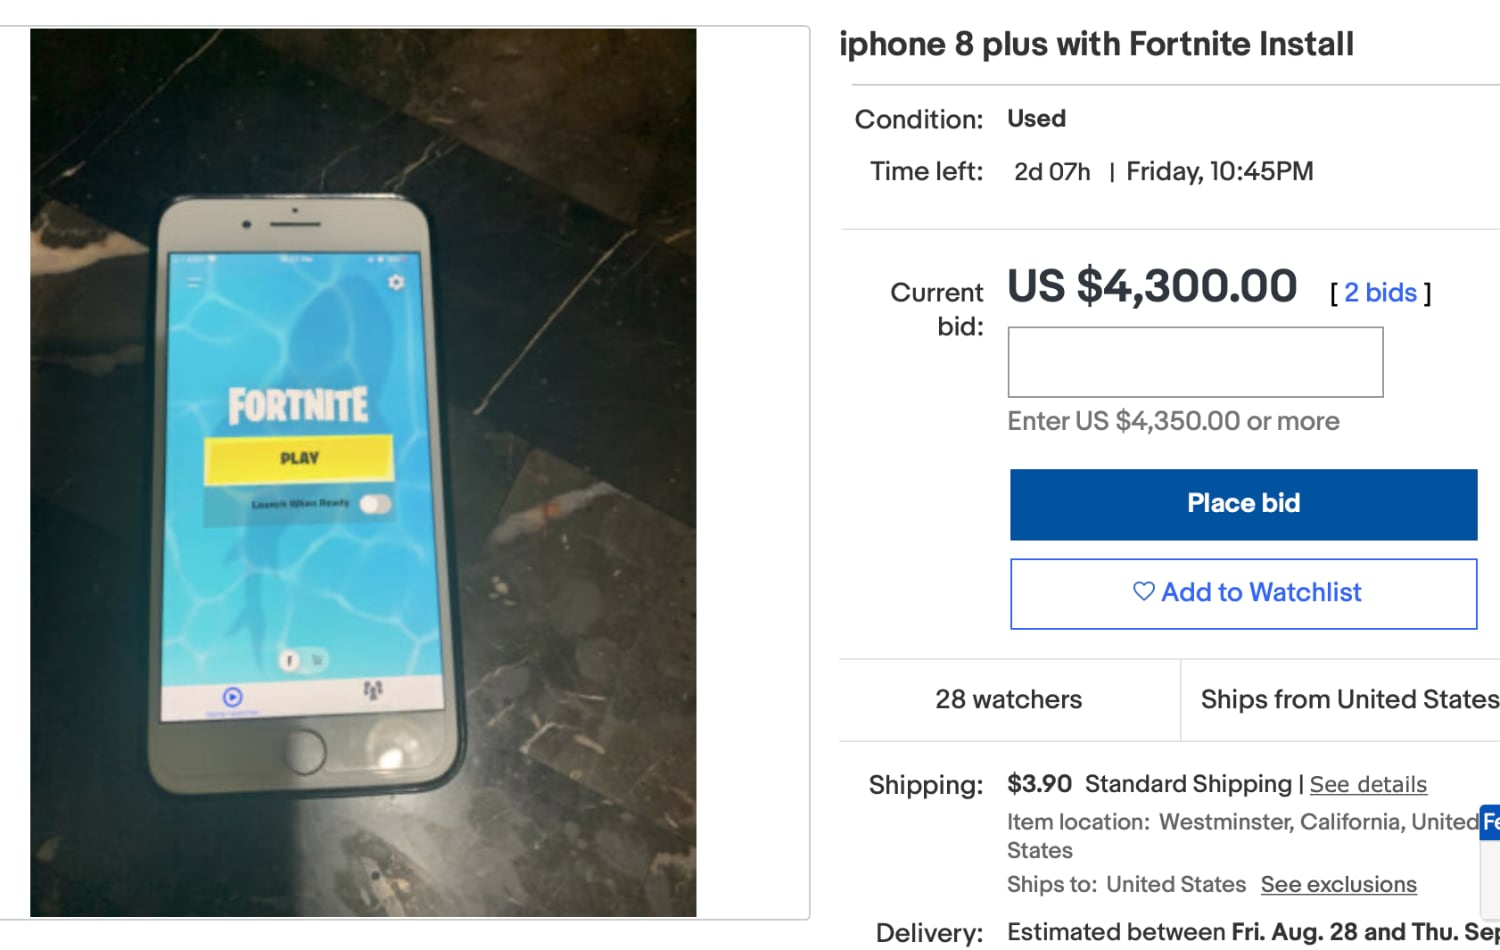 iphone 8 plus with Fortnite Install
Condition: Used
Time left: 2d 07h | Friday, 10:45PM
Current bid: US $4,300.00 [ 2 bids ]
Enter US $4,350.00 or more
Place bid
Add to Watchlist
28 watchers
Ships from United States
Shipping: $3.90 Standard Shipping | See details
Item location: Westminster, California, United
States
Ships to: United States See exclusions
Delivery: Estimated between Fri. Aug. 28 and Thu. Sep
Fe
FORTNITE
PLAY
Launch When Ready